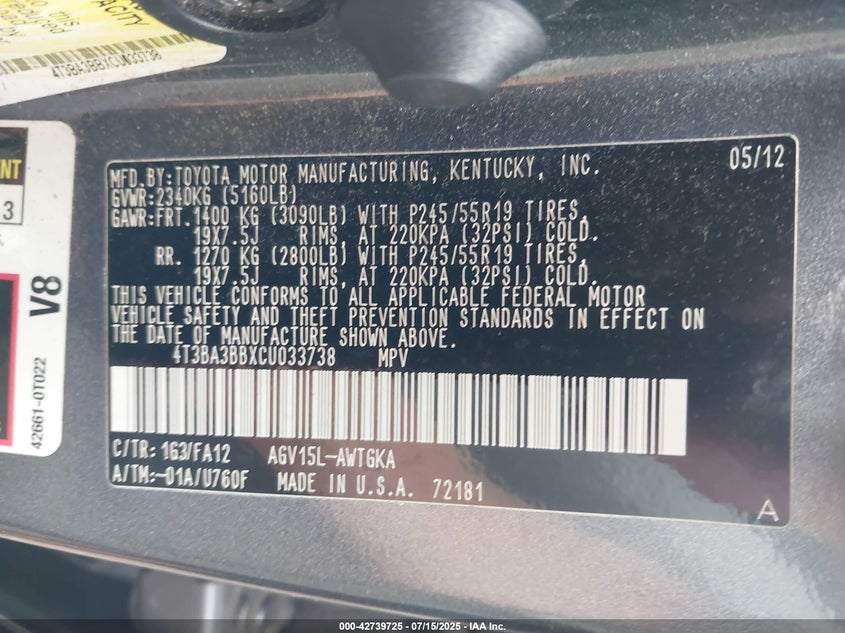 ACITY
4T3BA3BBXCU033738
ENT
3
V8
42661-0T022
MFD.BY:TOYOTA MOTOR MANUFACTURING, KENTUCKY, INC. 05/12
GVWR:2340KG (5160LB)
GAWR:FRT.1400 KG (3090LB) WITH P245/55R19 TIRES,
19X7.5J RIMS, AT 220KPA (32PSI) COLD.
RR. 1270 KG (2800LB) WITH P245/55R19 TIRES,
19X7.5J RIMS, AT 220KPA (32PSI) COLD.
THIS VEHICLE CONFORMS TO ALL APPLICABLE FEDERAL MOTOR
VEHICLE SAFETY AND THEFT PREVENTION STANDARDS IN EFFECT ON
THE DATE OF MANUFACTURE SHOWN ABOVE.
4T3BA3BBXCU033738 MPV
C/TR: 1G3/FA12 AGV15L-AWTGKA
A/TM:-01A/U760F MADE IN U.S.A. 72181
A
000-42739725 - 07/15/2025 - IAA Inc.